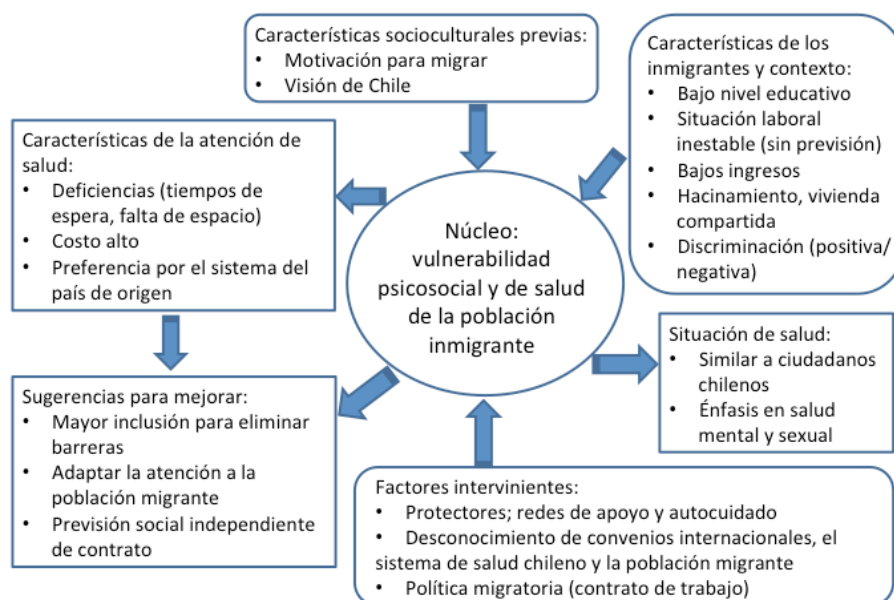 Características socioculturales previas:
• Motivación para migrar
• Visión de Chile
Características de los
inmigrantes y contexto:
• Bajo nivel educativo
• Situación laboral
inestable (sin previsión)
• Bajos ingresos
• Hacinamiento, vivienda
compartida
• Discriminación (positiva/
negativa)
Características de la atención de
salud:
• Deficiencias (tiempos de
espera, falta de espacio)
• Costo alto
• Preferencia por el sistema del
país de origen
Núcleo:
vulnerabilidad
psicosocial y de salud
de la población
inmigrante
Situación de salud:
• Similar a ciudadanos
chilenos
• Énfasis en salud
mental y sexual
Sugerencias para mejorar:
• Mayor inclusión para eliminar
barreras
• Adaptar la atención a la
población migrante
• Previsión social independiente
de contrato
Factores intervinientes:
• Protectores; redes de apoyo y autocuidado
• Desconocimiento de convenios internacionales, el
sistema de salud chileno y la población migrante
• Política migratoria (contrato de trabajo)